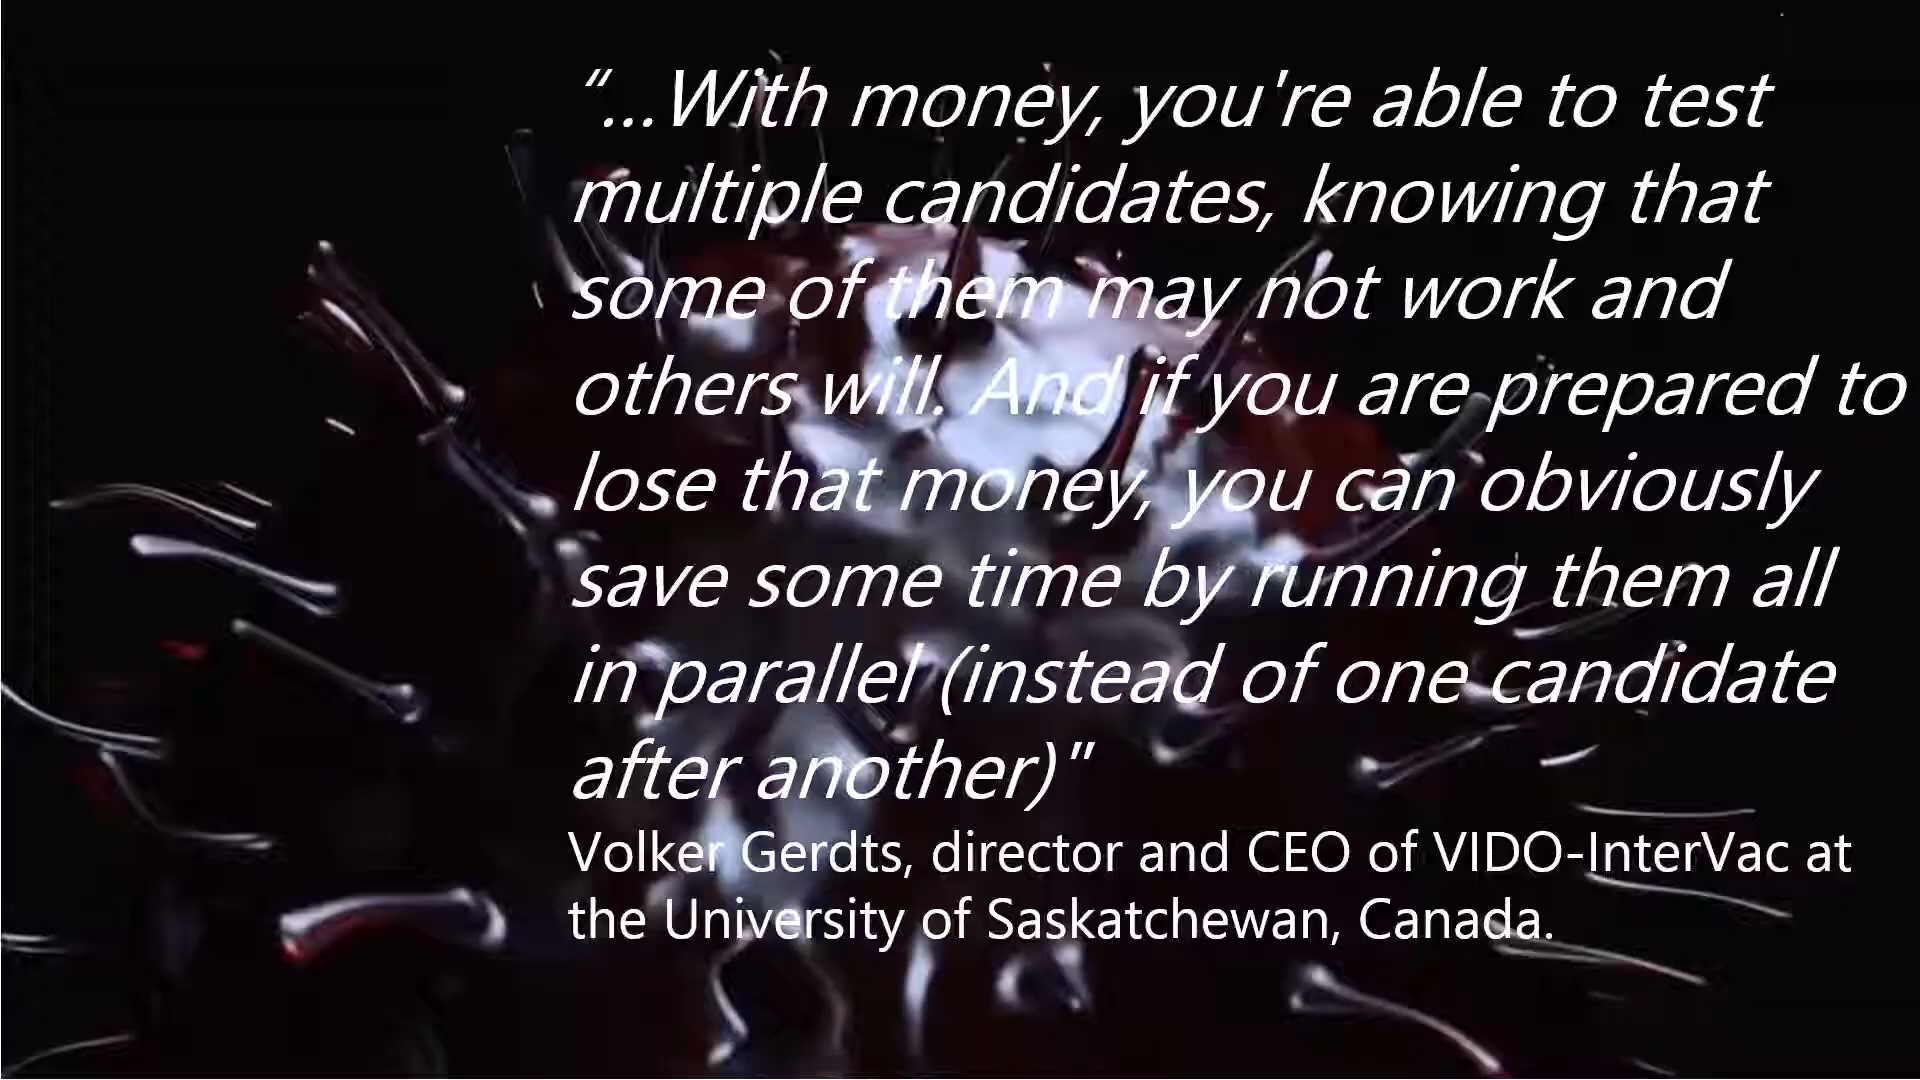 “...With money, you're able to test
multiple candidates, knowing that
some of them may not work and
others will. And if you are prepared to
lose that money, you can obviously
save some time by running them all
in parallel (instead of one candidate
after another)”
Volker Gerdts, director and CEO of VIDO-InterVac at
the University of Saskatchewan, Canada.